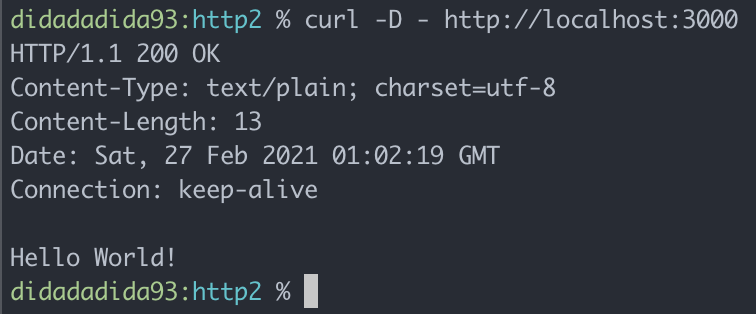 didadadida93:http2 % curl -D - http://localhost:3000
HTTP/1.1 200 OK
Content-Type: text/plain; charset=utf-8
Content-Length: 13
Date: Sat, 27 Feb 2021 01:02:19 GMT
Connection: keep-alive

Hello World!
didadadida93:http2 %